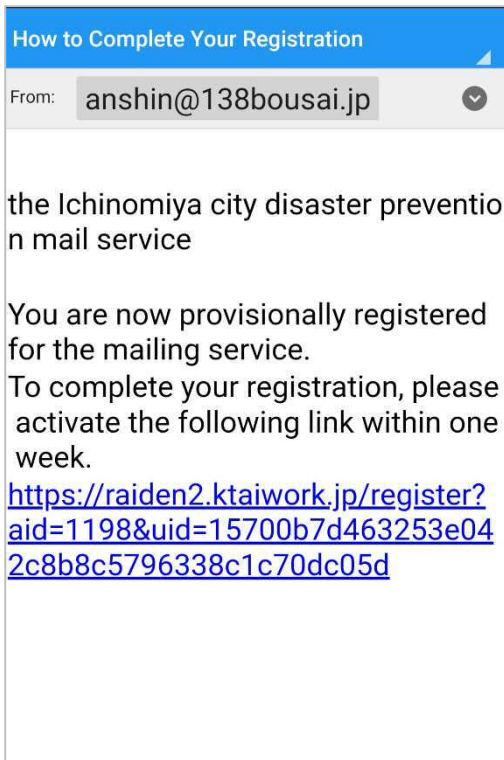 How to Complete Your Registration
From: anshin@138bousai.jp
the Ichinomiya city disaster preventio
n mail service
You are now provisionally registered
for the mailing service.
To complete your registration, please
activate the following link within one
week.
https://raiden2.ktaiwork.jp/register?
aid=1198&uid=15700b7d463253e04
2c8b8c5796338c1c70dc05d